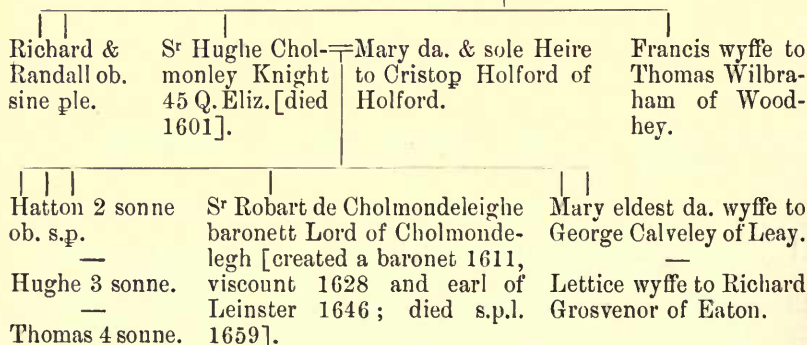 Richard &
Randall ob.
sine ple.
Sr Hughe Chol-
monley Knight
45 Q. Eliz. [died
1601].
Mary da. & sole Heire
to Cristop Holford of
Holford.
Francis wyffe to
Thomas Wilbra-
ham of Wood-
hey.
Hatton 2 sonne
ob. s.p.
—
Hughe 3 sonne.
—
Thomas 4 sonne.
Sr Robart de Cholmondeleighe
baronett Lord of Cholmonde-
legh [created a baronet 1611,
viscount 1628 and earl of
Leinster 1646; died s.p.l.
1659].
Mary eldest da. wyffe to
George Calveley of Leay.
—
Lettice wyffe to Richard
Grosvenor of Eaton.